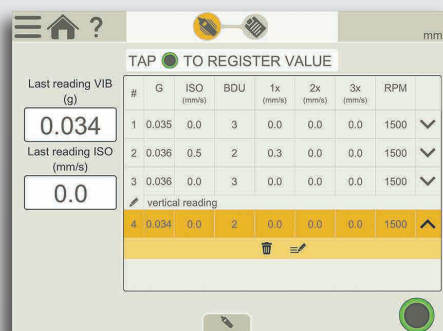 ?
mm
TAP TO REGISTER VALUE
Last reading VIB
(g)
0.034
Last reading ISO
(mm/s)
0.0
# G ISO BDU 1x 2x 3x RPM
(mm/s) (mm/s) (mm/s) (mm/s)
1 0.035 0.0 3 0.0 0.0 0.0 1500
2 0.036 0.5 2 0.3 0.0 0.0 1500
3 0.036 0.0 3 0.0 0.0 0.0 1500
vertical reading
4 0.034 0.0 2 0.0 0.0 0.0 1500